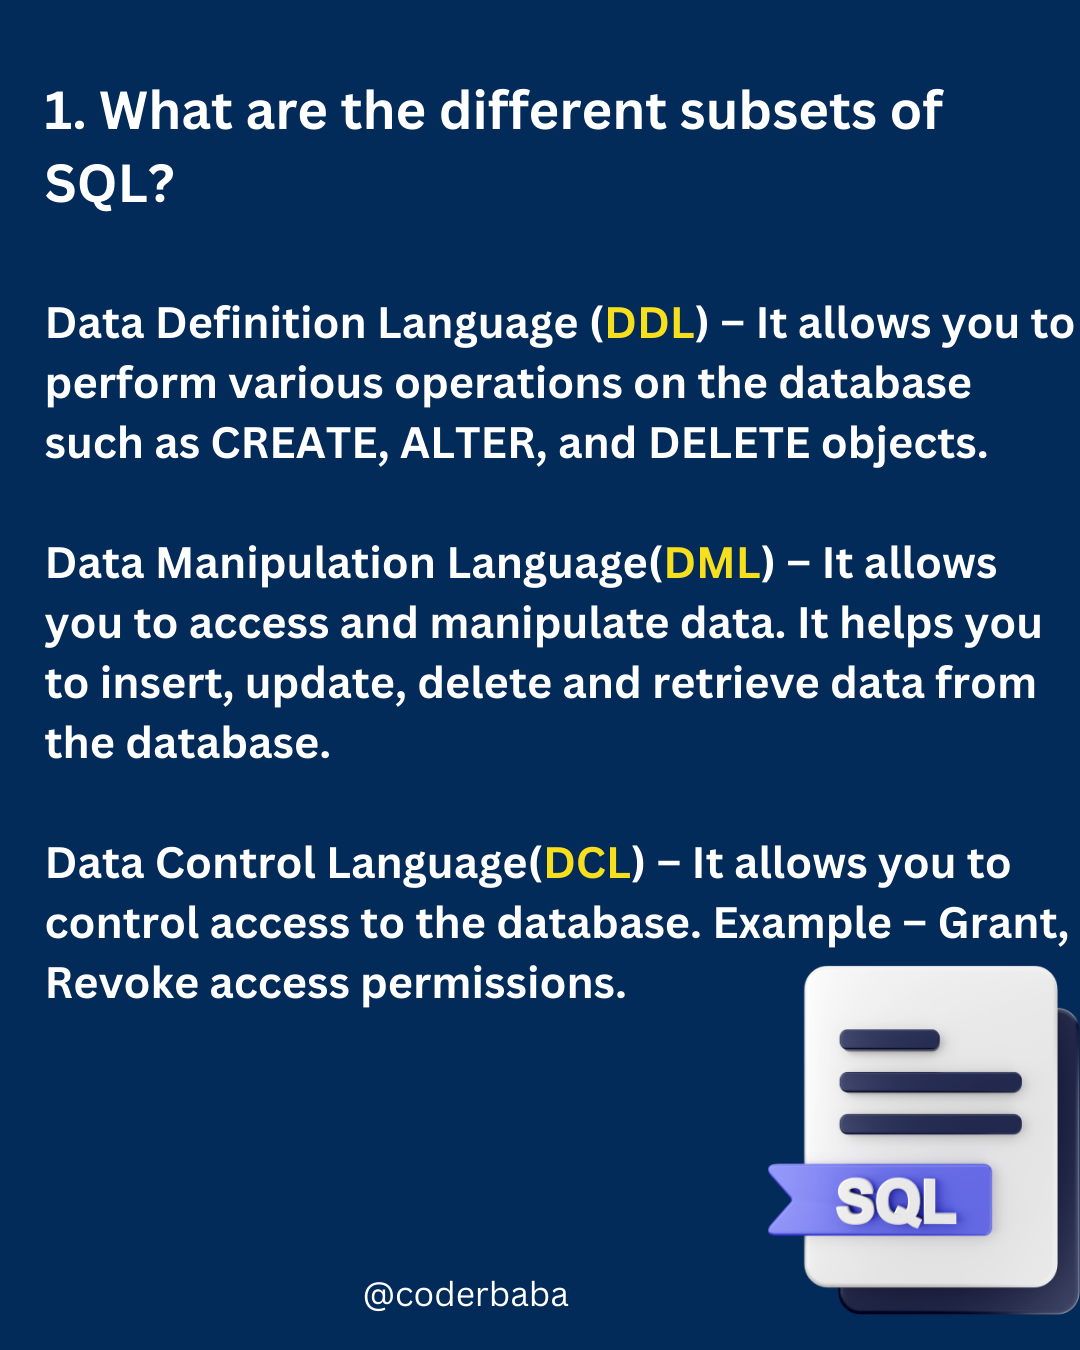 1. What are the different subsets of
SQL?
Data Definition Language (DDL) – It allows you to
perform various operations on the database
such as CREATE, ALTER, and DELETE objects.
Data Manipulation Language(DML) – It allows
you to access and manipulate data. It helps you
to insert, update, delete and retrieve data from
the database.
Data Control Language(DCL) – It allows you to
control access to the database. Example – Grant,
Revoke access permissions.
SQL
@coderbaba